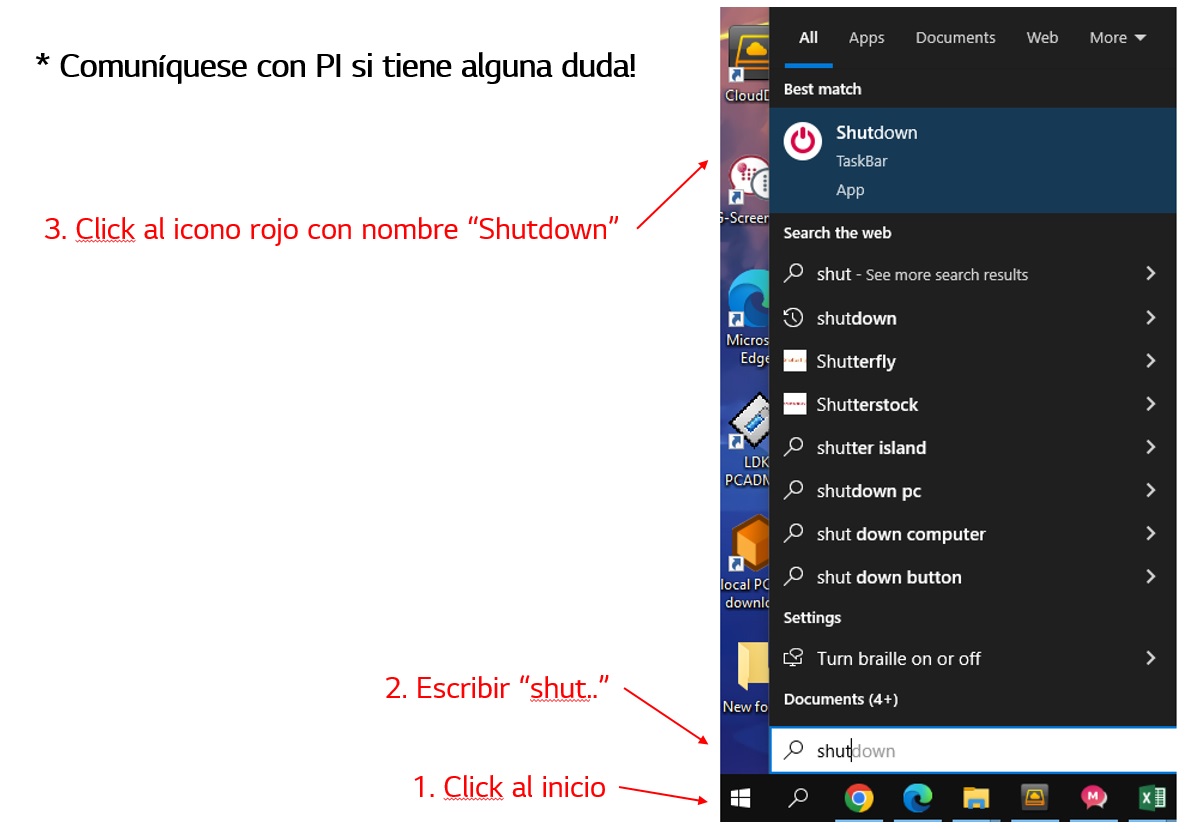 * Comuníquese con PI si tiene alguna duda!
3. Click al icono rojo con nombre “Shutdown”
2. Escribir “shut..”
1. Click al inicio
CloudD
G-Screen
Micros
Edge
LDK
PCADM
local PC
downlo
New fo
All Apps Documents Web More
Best match
Shutdown
TaskBar
App
Search the web
shut - See more search results
shutdown
Shutterfly
Shutterstock
shutter island
shutdown pc
shut down computer
shut down button
Settings
Turn braille on or off
Documents (4+)
shutdown
M
X